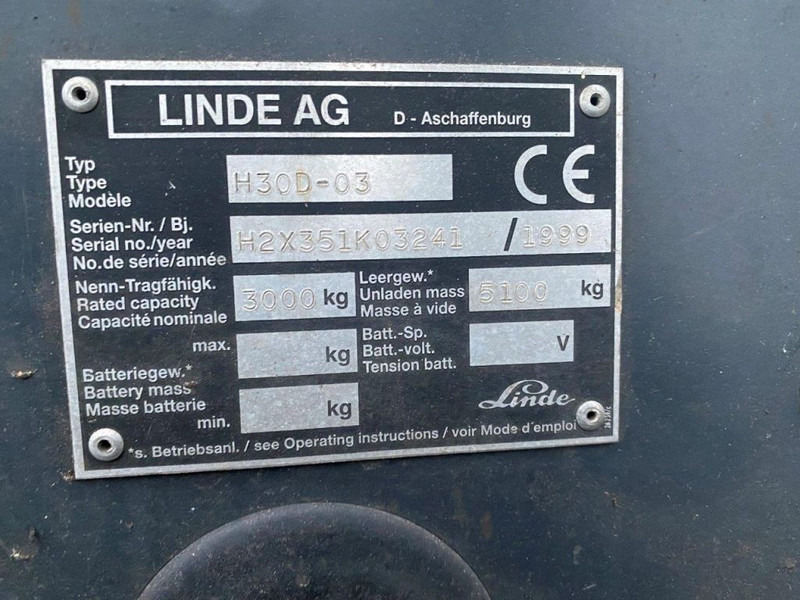 LINDE AG D - Aschaffenburg
Typ
Type
Modèle
H30D-03
CE
Serien-Nr. / Bj.
Serial no./year
No.de série/année
H2X351K03241 / 1999
Nenn-Tragfähigk.
Rated capacity
Capacité nominale
3000 kg
Leergew.*
Unladen mass
Masse à vide
5100 kg
max. kg
Batteriegew.*
Battery mass
Masse batterie
min. kg
Batt.-Sp.
Batt.-volt.
Tension batt.
V
Linde
*s. Betriebsanl. / see Operating instructions / voir Mode d'emploi